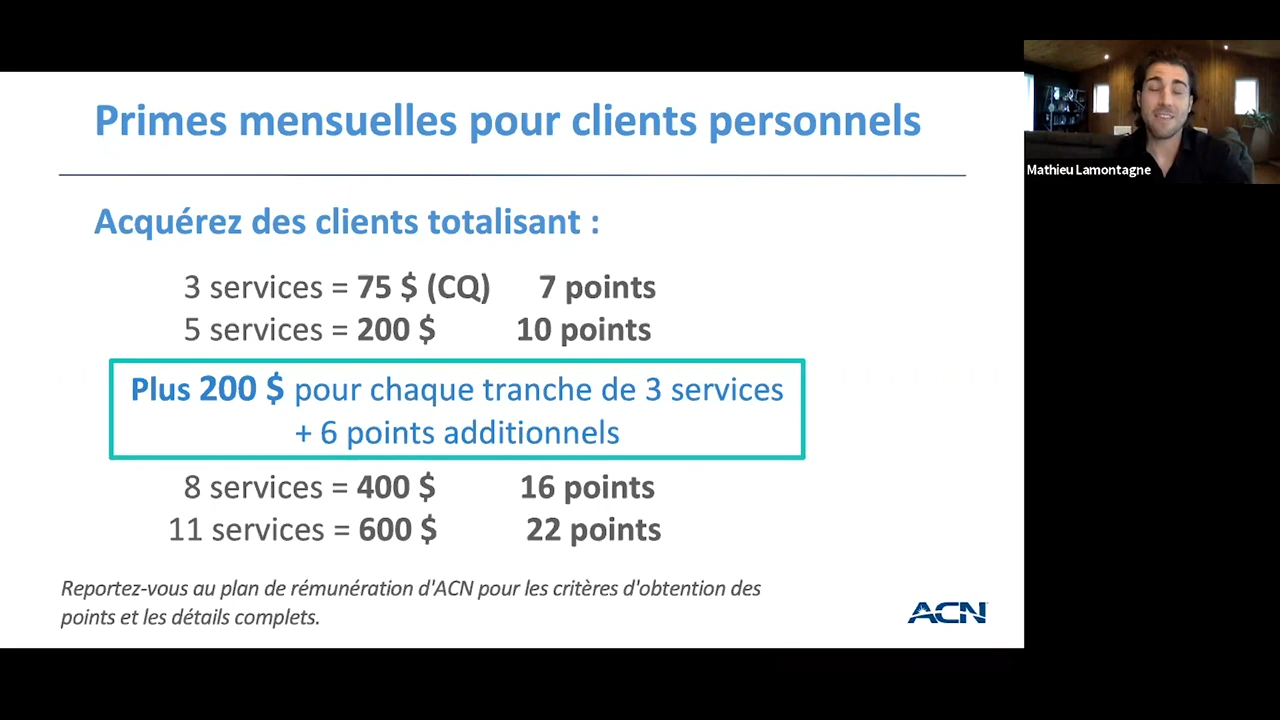 Primes mensuelles pour clients personnels
Mathieu Lamontagne
Acquérez des clients totalisant :
3 services = 75 $ (CQ) 7 points
5 services = 200 $ 10 points
Plus 200 $ pour chaque tranche de 3 services
+ 6 points additionnels
8 services = 400 $ 16 points
11 services = 600 $ 22 points
Reportez-vous au plan de rémunération d'ACN pour les critères d'obtention des
points et les détails complets.
ACN